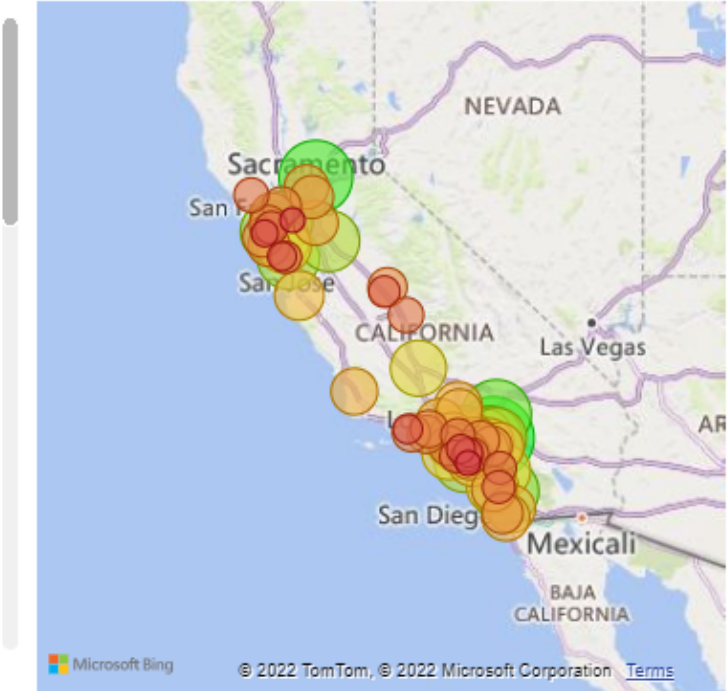 NEVADA
Sacramento
San F
San Jose
CALIFORNIA
Las Vegas
L
AR
San Dieg
Mexicali
BAJA
CALIFORNIA
Microsoft Bing
© 2022 TomTom, © 2022 Microsoft Corporation Terms